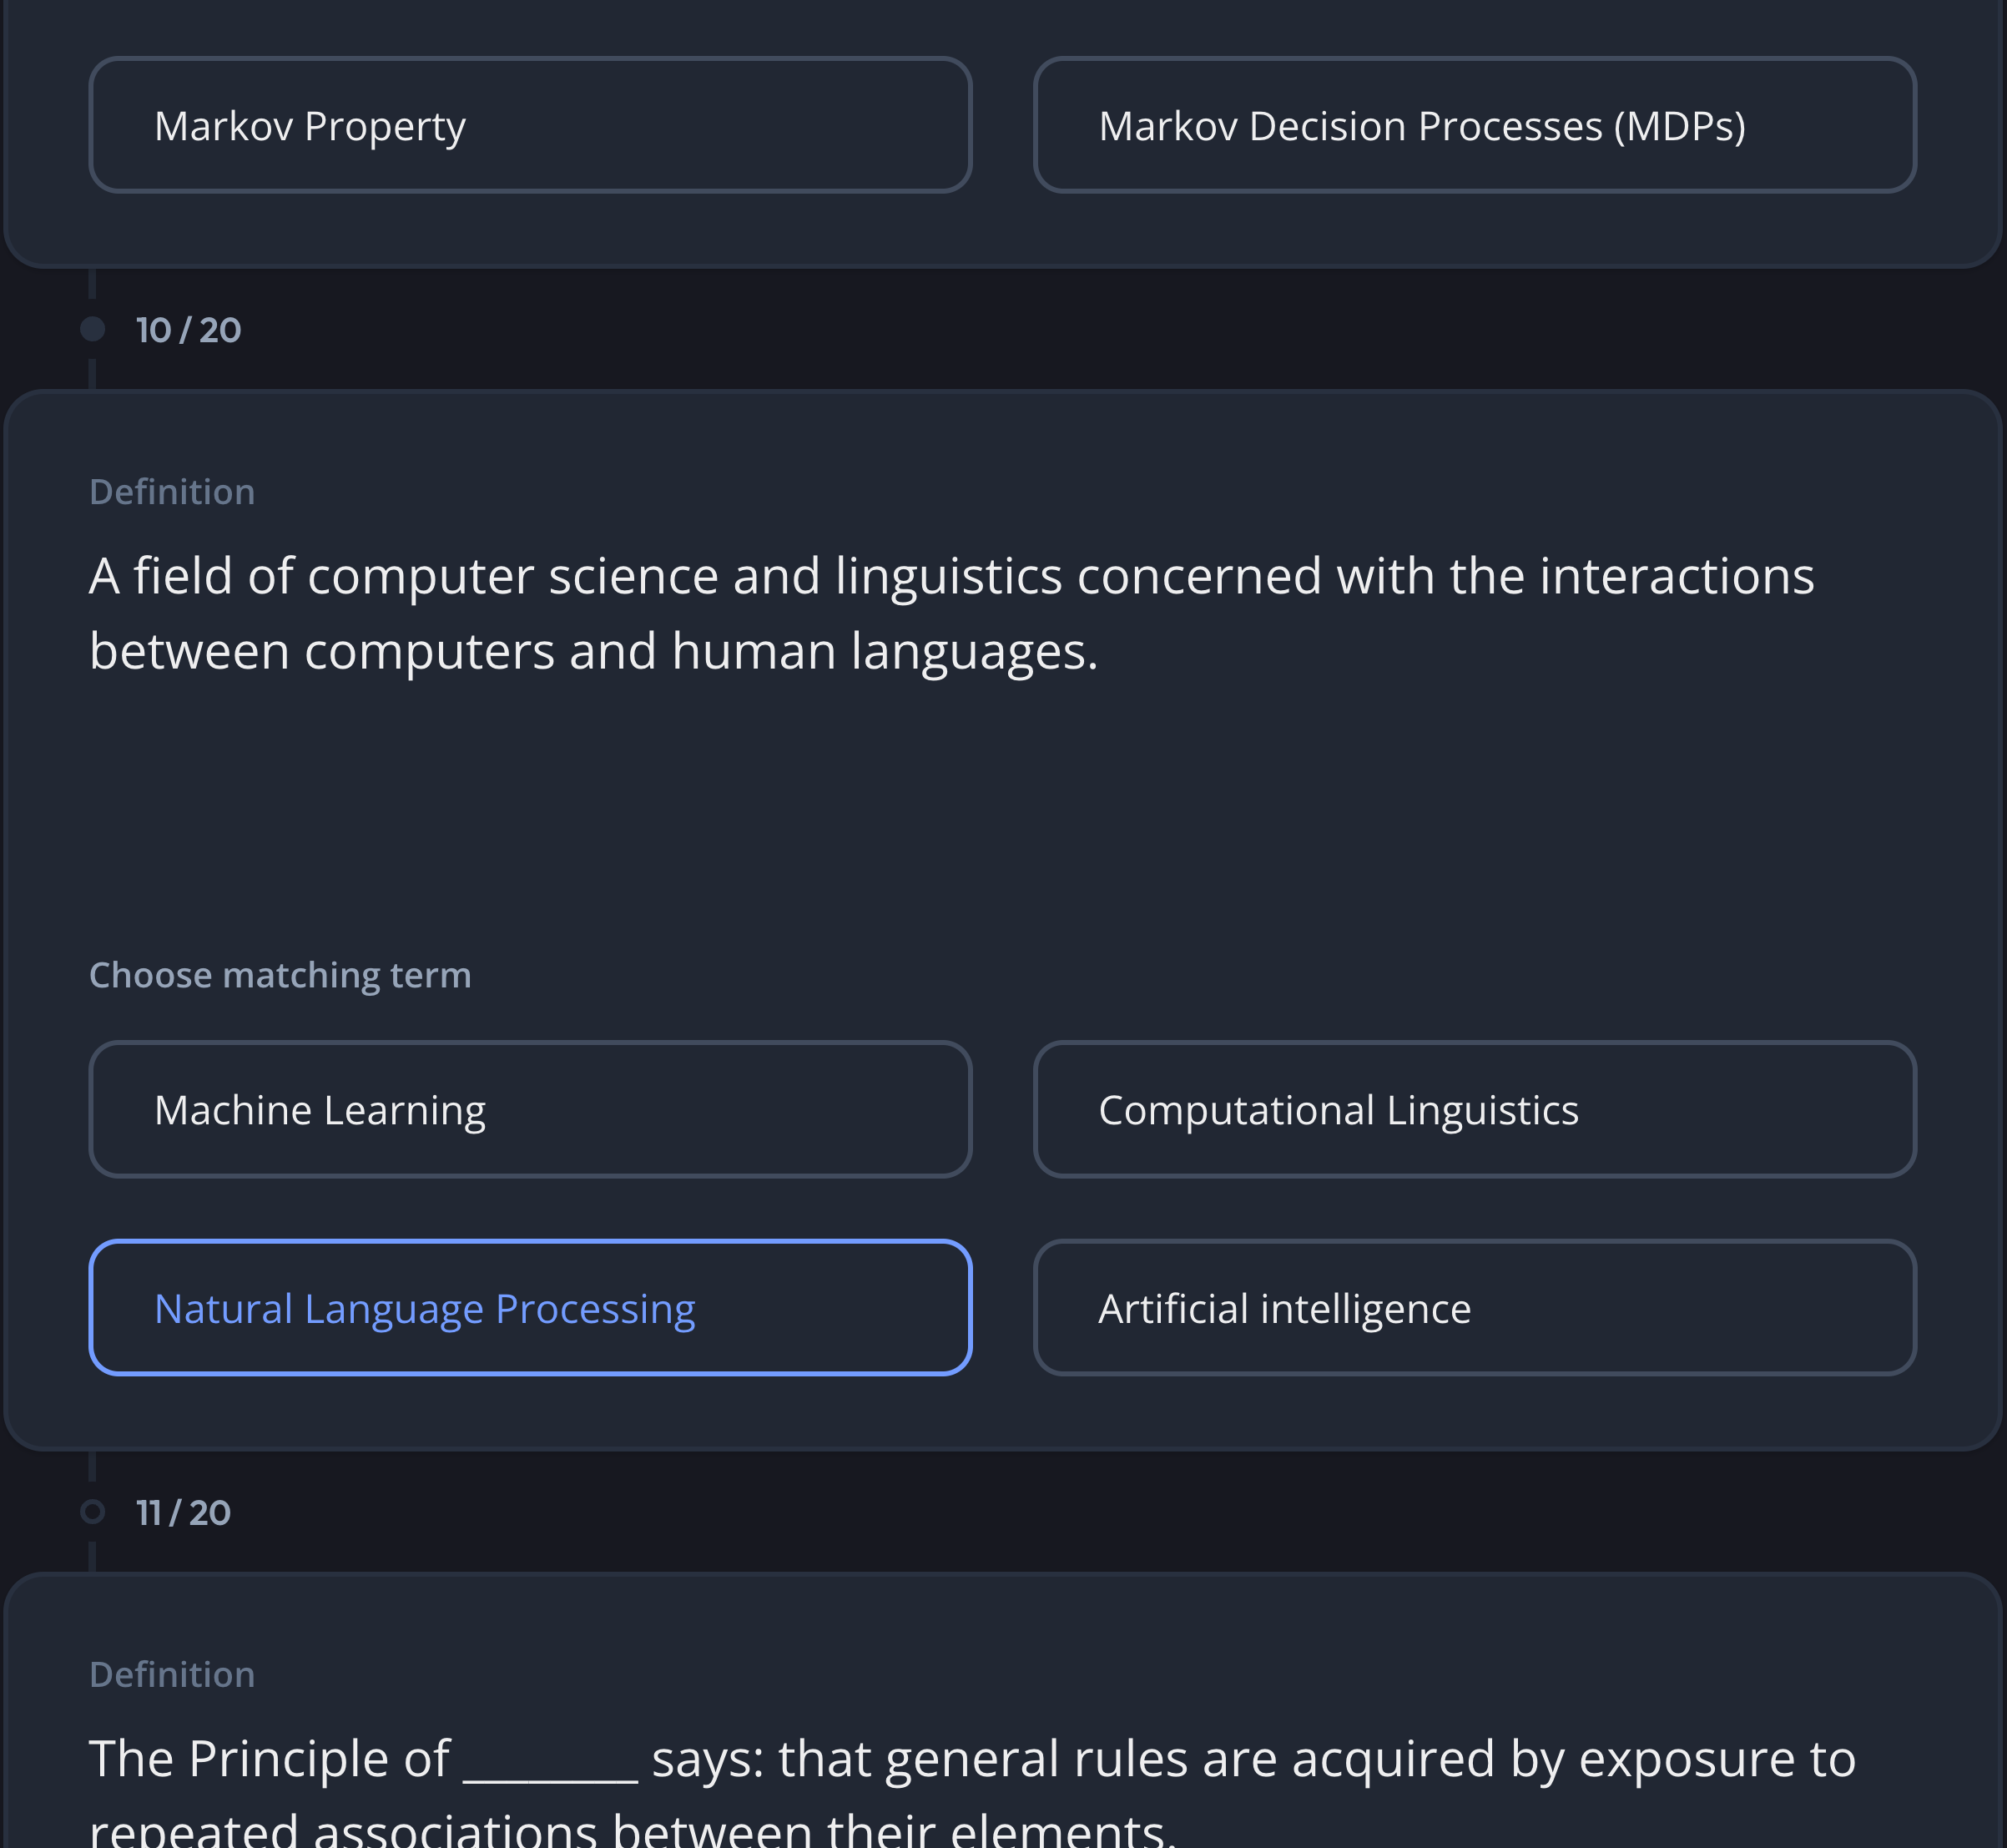 Markov Property
Markov Decision Processes (MDPs)
10 / 20
Definition
A field of computer science and linguistics concerned with the interactions
between computers and human languages.
Choose matching term
Machine Learning
Computational Linguistics
Natural Language Processing
Artificial intelligence
11 / 20
Definition
The Principle of ________ says: that general rules are acquired by exposure to
repeated associations between their elements.